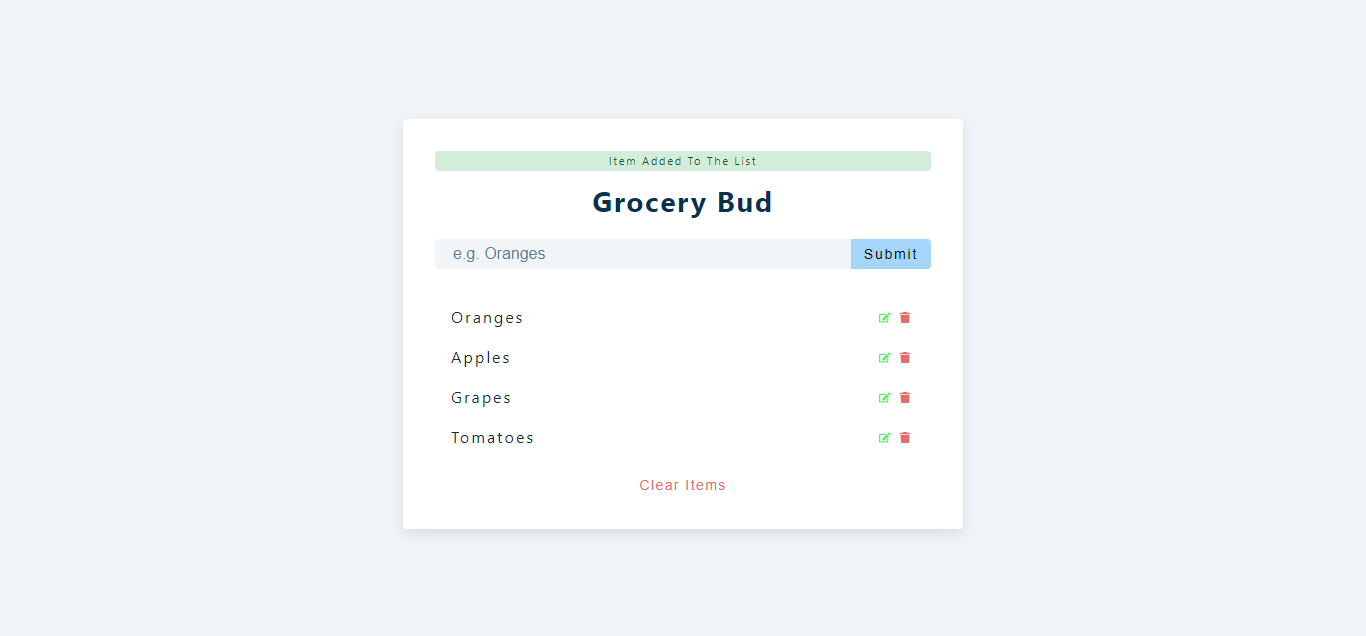 Item Added To The List
Grocery Bud
e.g. Oranges
Submit
Oranges
Apples
Grapes
Tomatoes
Clear Items